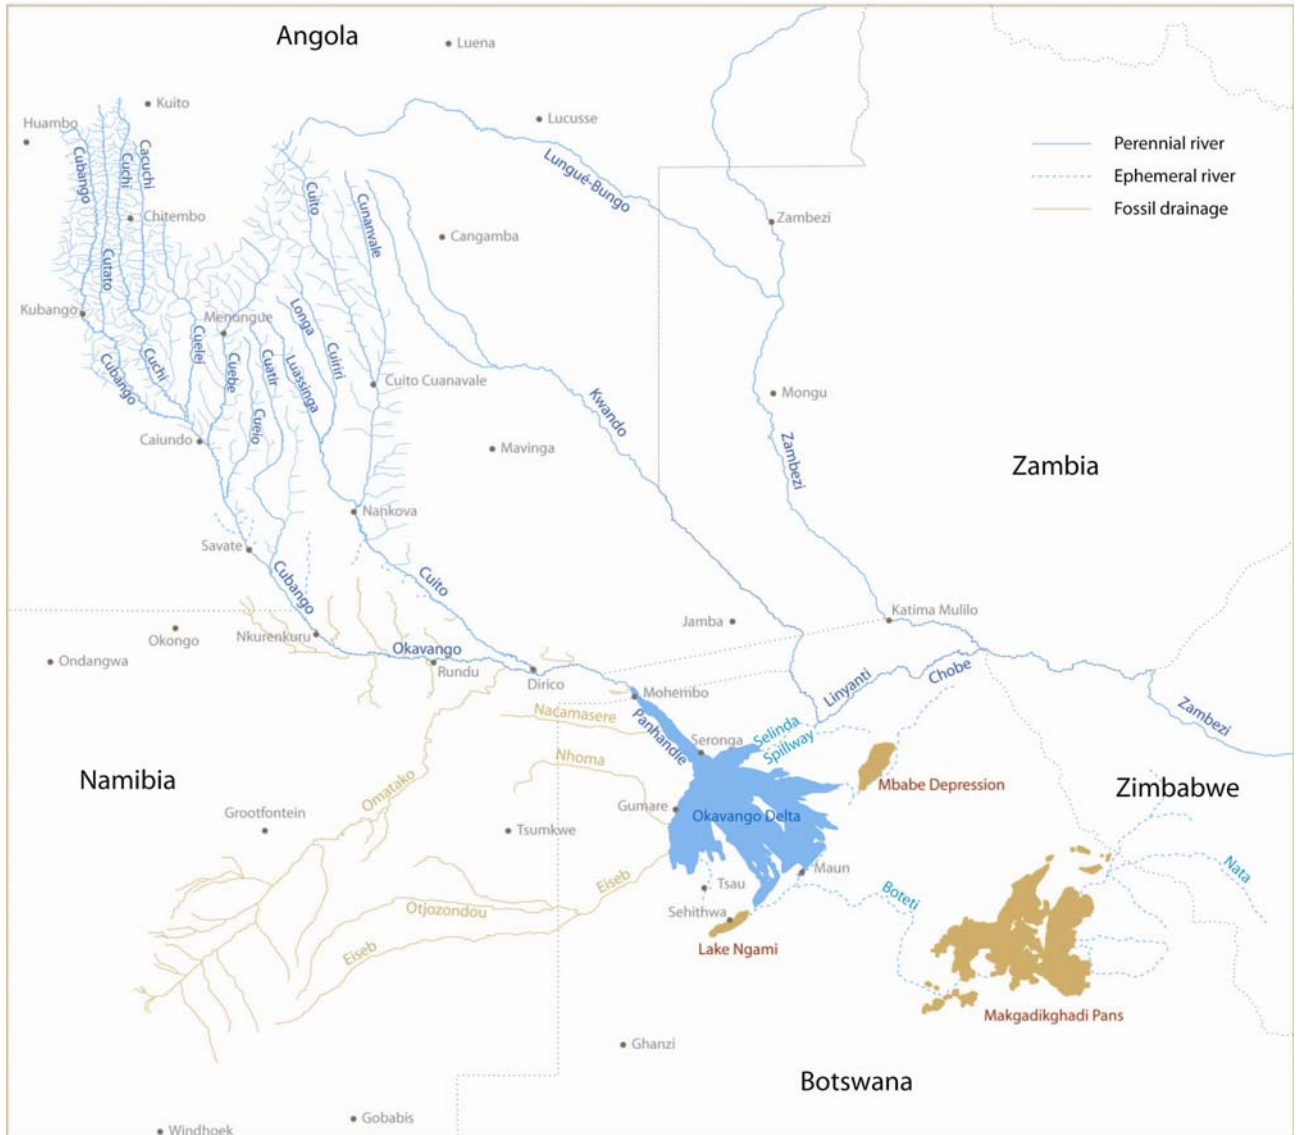 Angola
Luena
Kuito
Huambo
Lucusse
Perennial river
Ephemeral river
Fossil drainage
Cubango
Cuchi
Cacuchi
Lungué-Bungo
Cuito
Cunanvale
Chitembo
Zambezi
Cangamba
Cutato
Kubango
Menongue
Longa
Cuelei
Cuiriri
Cuchi
Cubango
Cuebe
Cuatir
Luassinga
Cuito Cuanavale
Kwando
Mongu
Cueio
Caiundo
Mavinga
Zambezi
Zambia
Nankova
Savate
Cubango
Cuito
Katima Mulilo
Jamba
Okongo
Nkurenkuru
Okavango
Ondangwa
Rundu
Dirico
Mohembo
Linyanti
Chobe
Zambezi
Nacamasere
Panhandle
Selinda
Spillway
Seronga
Nhoma
Namibia
Omatako
Mbabe Depression
Zimbabwe
Grootfontein
Gumare
Okavango Delta
Tsumkwe
Maun
Nata
Tsau
Eiseb
Boteti
Otjozondou
Sehithwa
Eiseb
Lake Ngami
Makgadikghadi Pans
Ghanzi
Botswana
Gobabis
Windhoek